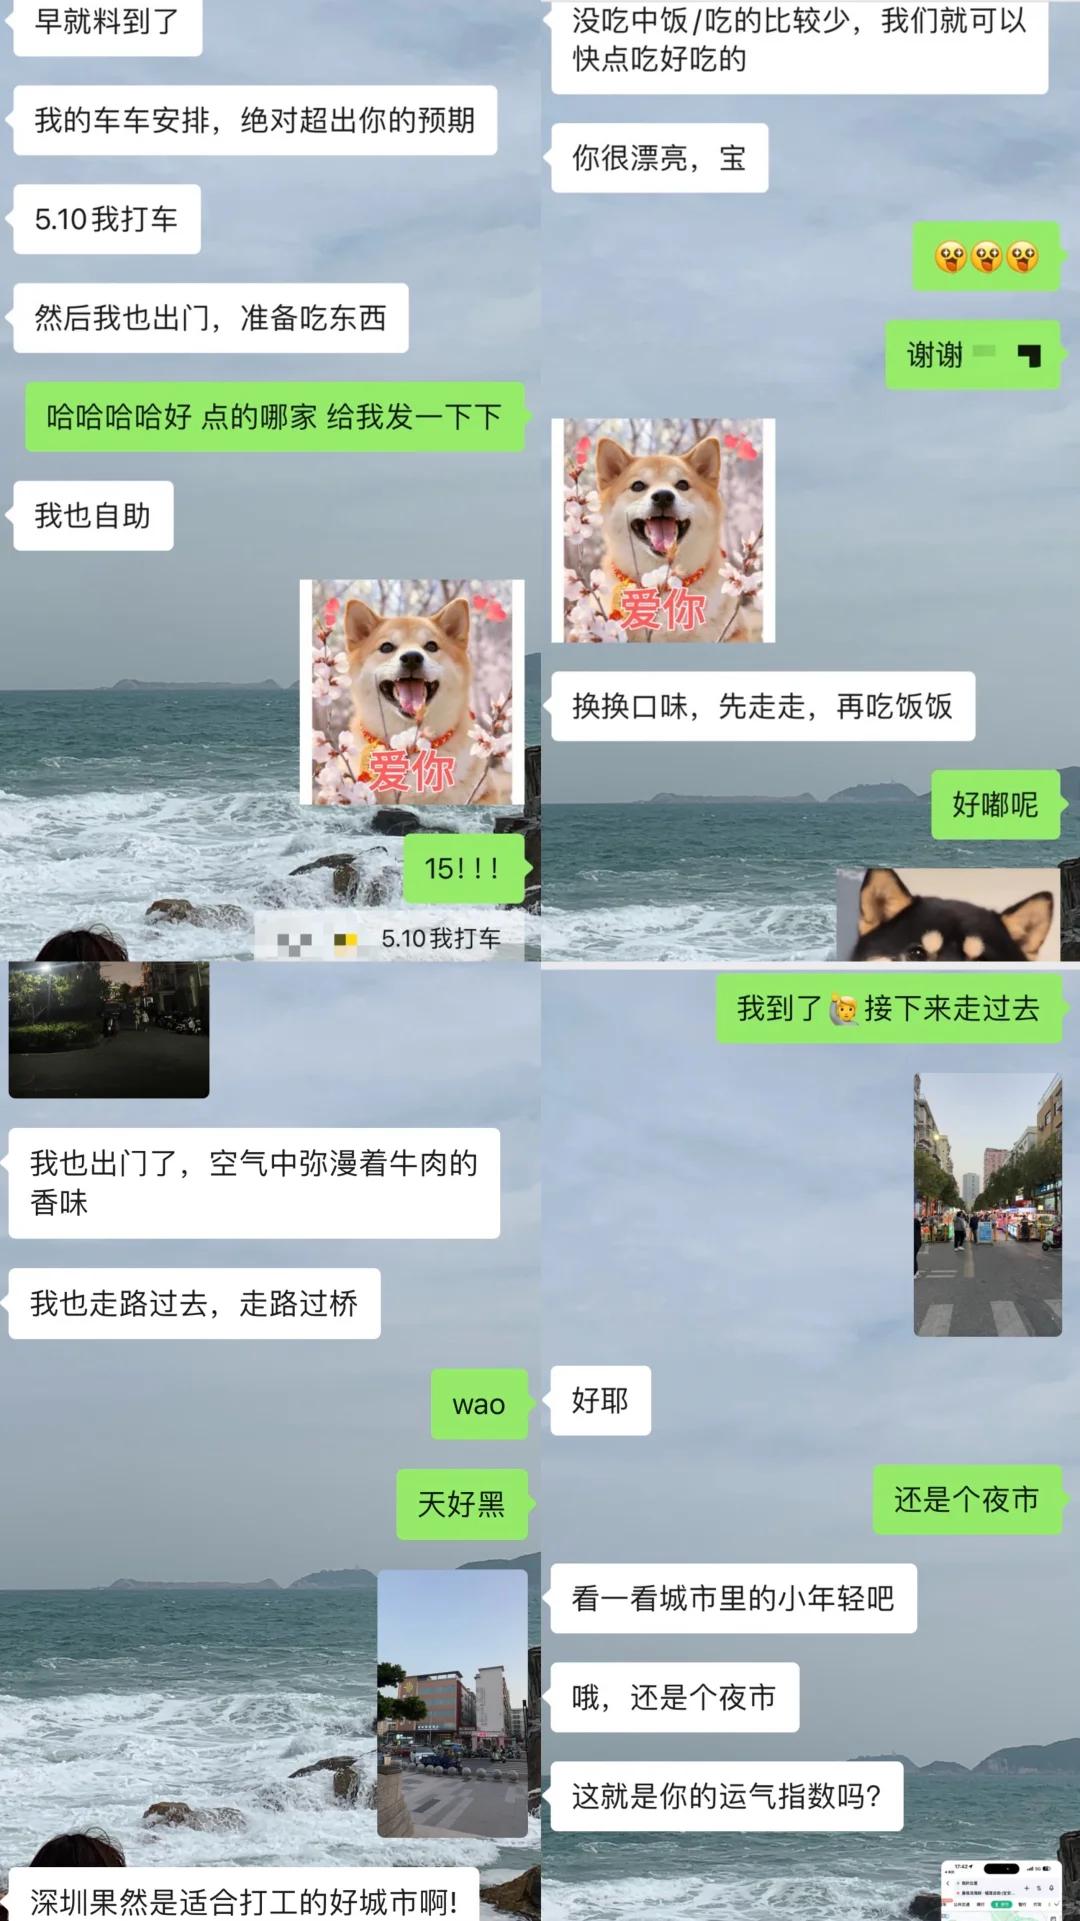 早就料到了
我的车车安排，绝对超出你的预期
5.10我打车
然后我也出门，准备吃东西
哈哈哈哈好 点的哪家 给我发一下下
我也自助
爱你
15！！！
5.10我打车
没吃中饭/吃的比较少，我们就可以
快点吃好吃的
你很漂亮，宝
谢谢
爱你
换换口味，先走走，再吃饭饭
好嘟呢
我也出门了，空气中弥漫着牛肉的
香味
我也走路过去，走路过桥
wao
天好黑
深圳果然是适合打工的好城市啊!
我到了🙋接下来走过去
好耶
还是个夜市
看一看城市里的小年轻吧
哦，还是个夜市
这就是你的运气指数吗?
17:42
我的位置